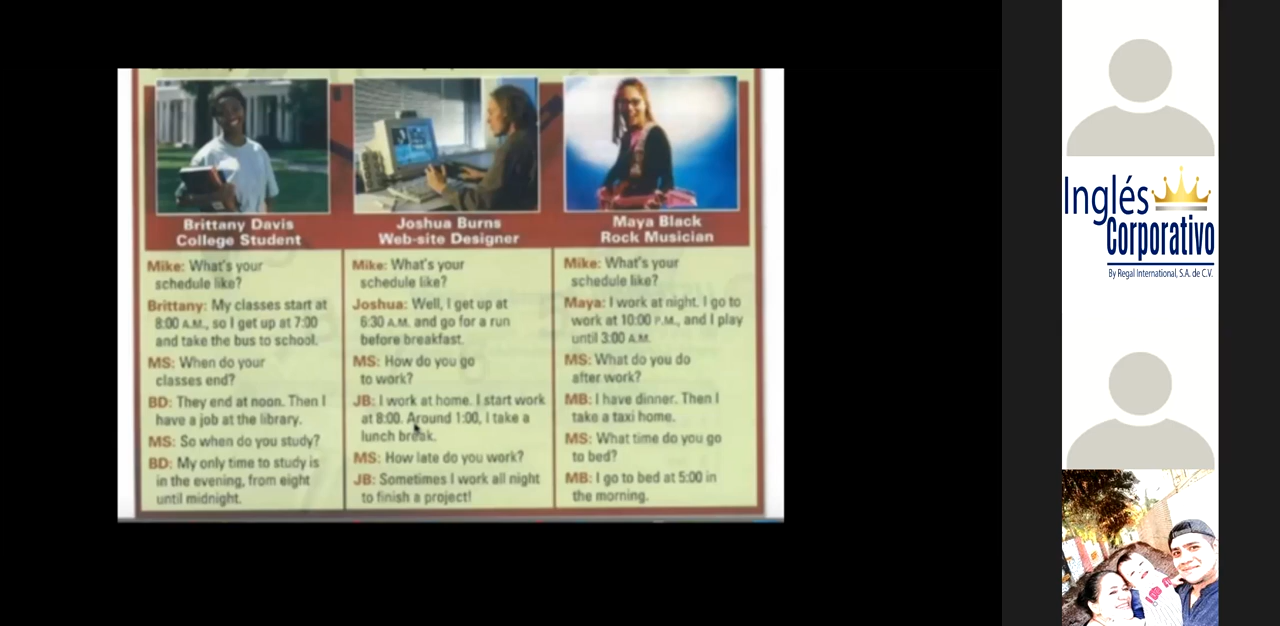 Brittany Davis
College Student
Mike: What's your
schedule like?
Brittany: My classes start at
8:00 A.M., so I get up at 7:00
and take the bus to school.
MS: When do your
classes end?
BD: They end at noon. Then I
have a job at the library.
MS: So when do you study?
BD: My only time to study is
in the evening, from eight
until midnight.
Joshua Burns
Web-site Designer
Mike: What's your
schedule like?
Joshua: Well, I get up at
6:30 A.M. and go for a run
before breakfast.
MS: How do you go
to work?
JB: I work at home. I start work
at 8:00. Around 1:00, I take a
lunch break.
MS: How late do you work?
JB: Sometimes I work all night
to finish a project!
Maya Black
Rock Musician
Mike: What's your
schedule like?
Maya: I work at night. I go to
work at 10:00 P.M., and I play
until 3:00 A.M.
MS: What do you do
after work?
MB: I have dinner. Then I
take a taxi home.
MS: What time do you go
to bed?
MB: I go to bed at 5:00 in
the morning.
Inglés
Corporativo
By Regal International, S.A. de C.V.